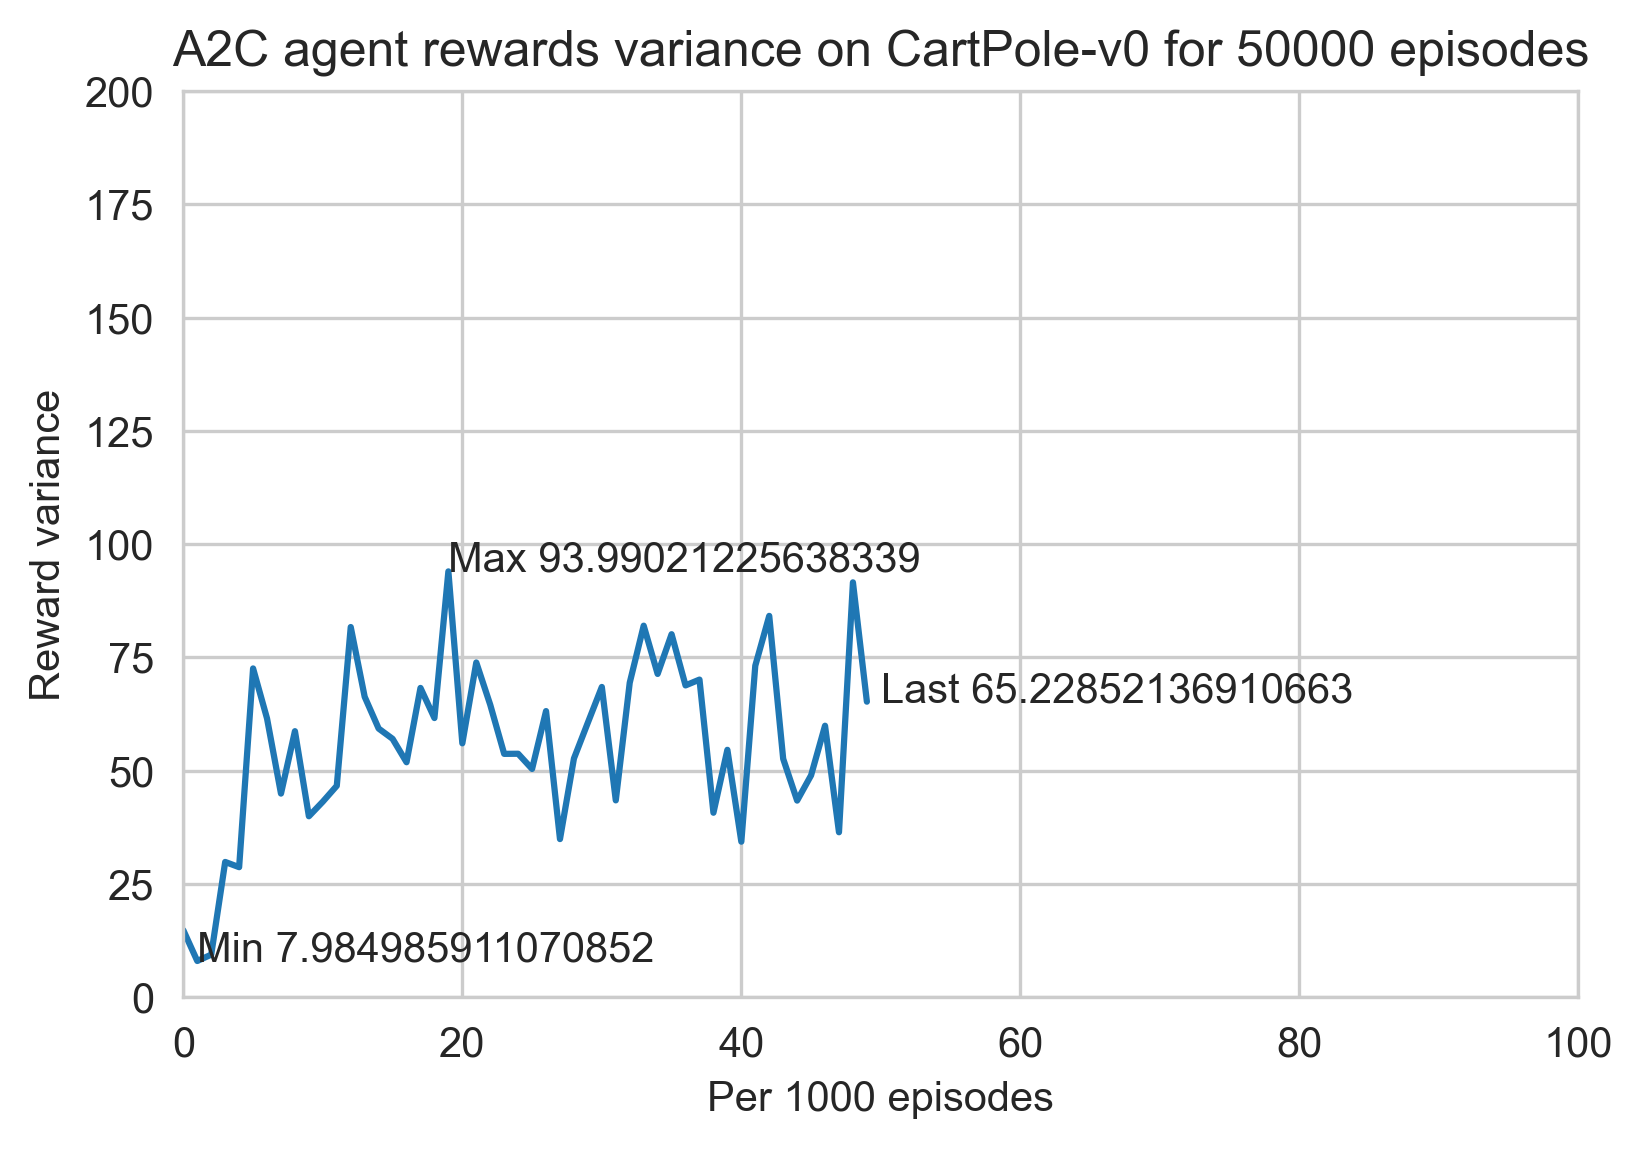 A2C agent rewards variance on CartPole-v0 for 50000 episodes
200
175
150
125
100
75
50
25
0
Reward variance
Max 93.99021225638339
Last 65.22852136910663
Min 7.984985911070852
0 20 40 60 80 100
Per 1000 episodes